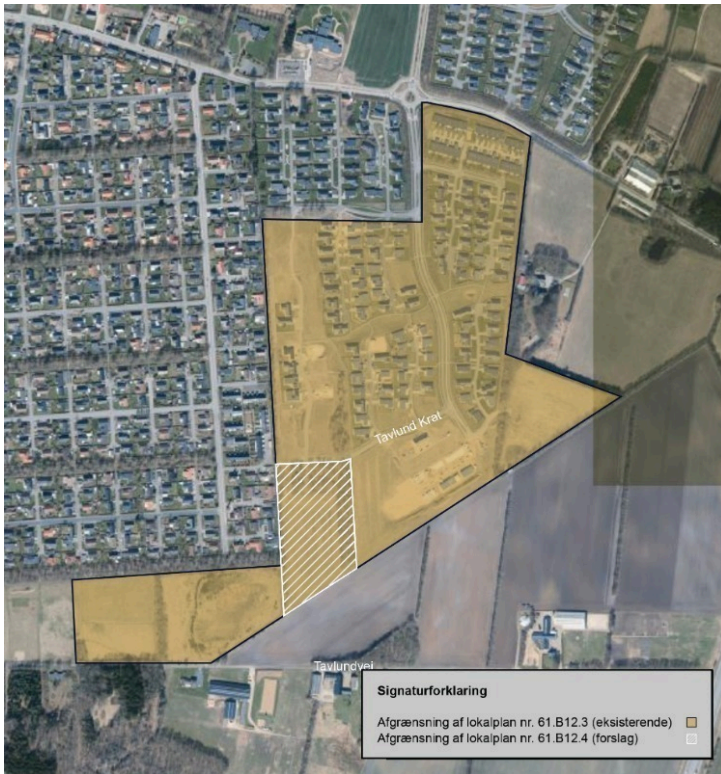 Tavlund Krat
Tavlundvej
Signaturforklaring
Afgrænsning af lokalplan nr. 61.B12.3 (eksisterende)
Afgrænsning af lokalplan nr. 61.B12.4 (forslag)